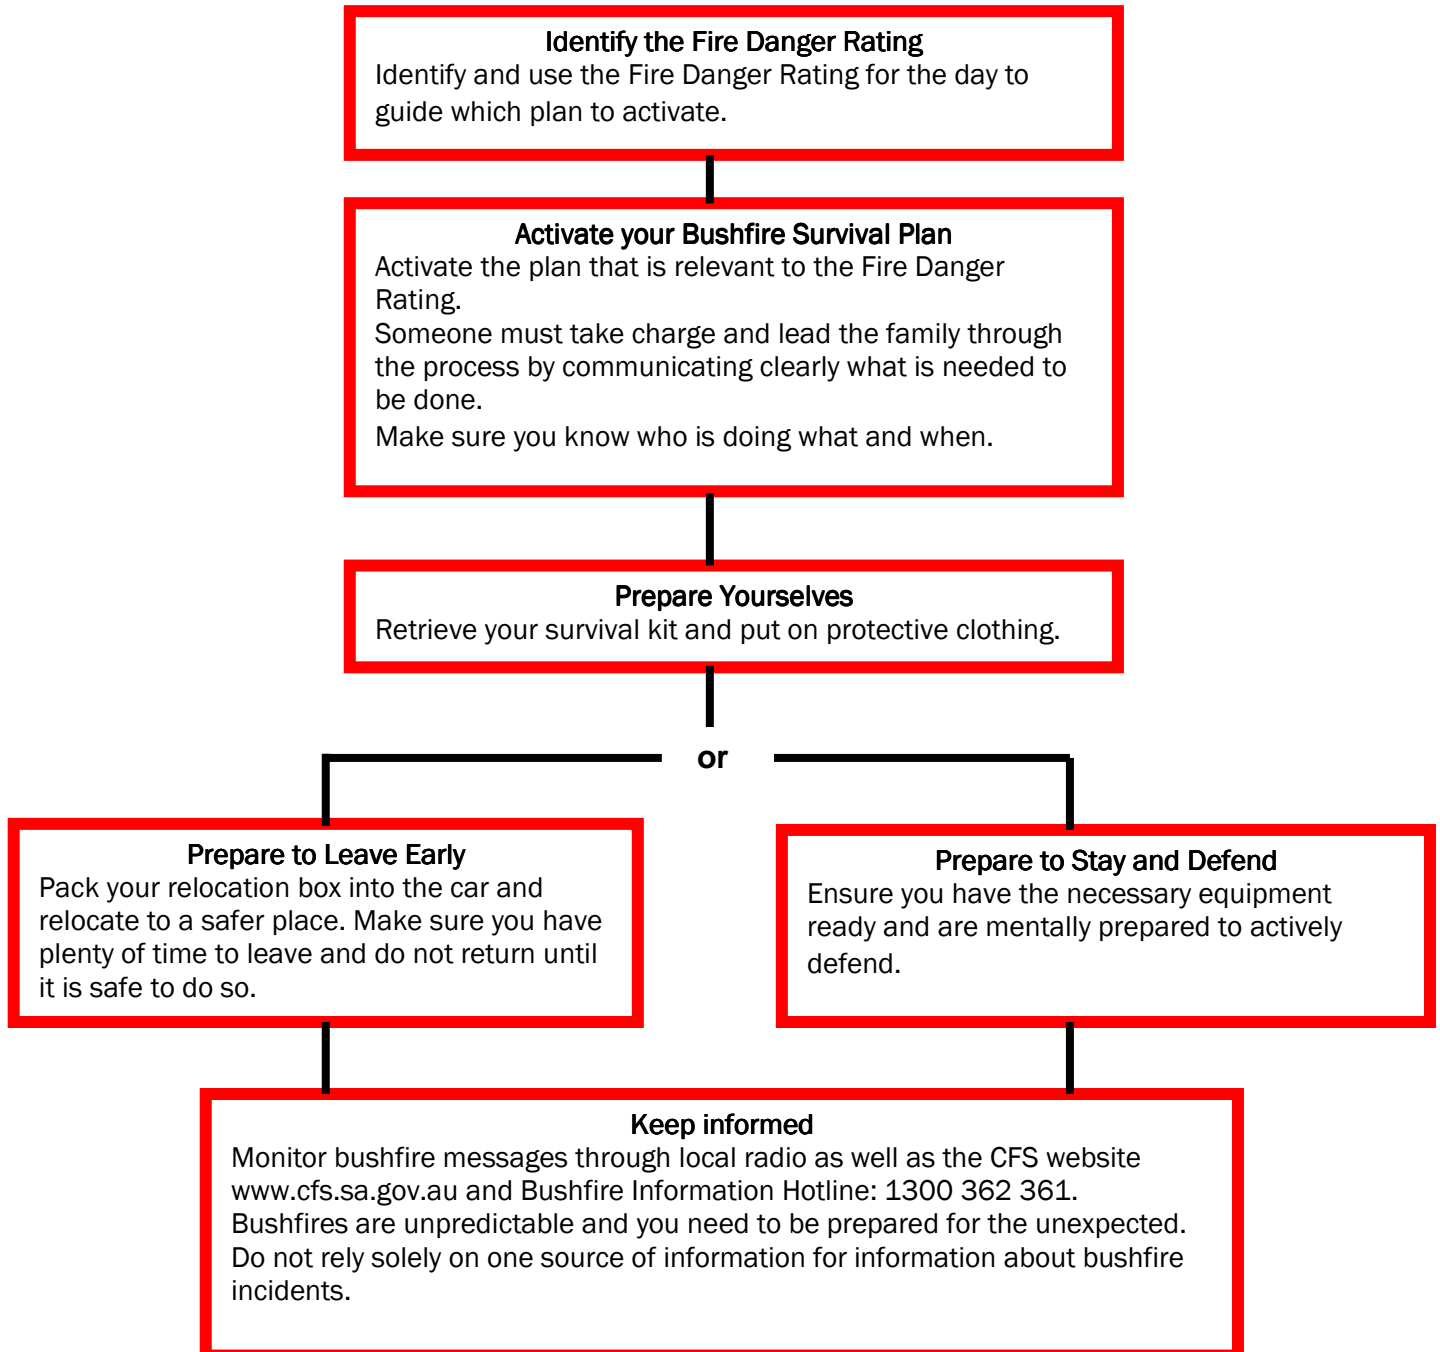 Identify the Fire Danger Rating
Identify and use the Fire Danger Rating for the day to
guide which plan to activate.
Activate your Bushfire Survival Plan
Activate the plan that is relevant to the Fire Danger
Rating.
Someone must take charge and lead the family through
the process by communicating clearly what is needed to
be done.
Make sure you know who is doing what and when.
Prepare Yourselves
Retrieve your survival kit and put on protective clothing.
or
Prepare to Leave Early
Pack your relocation box into the car and
relocate to a safer place. Make sure you have
plenty of time to leave and do not return until
it is safe to do so.
Prepare to Stay and Defend
Ensure you have the necessary equipment
ready and are mentally prepared to actively
defend.
Keep informed
Monitor bushfire messages through local radio as well as the CFS website
www.cfs.sa.gov.au and Bushfire Information Hotline: 1300 362 361.
Bushfires are unpredictable and you need to be prepared for the unexpected.
Do not rely solely on one source of information for information about bushfire
incidents.